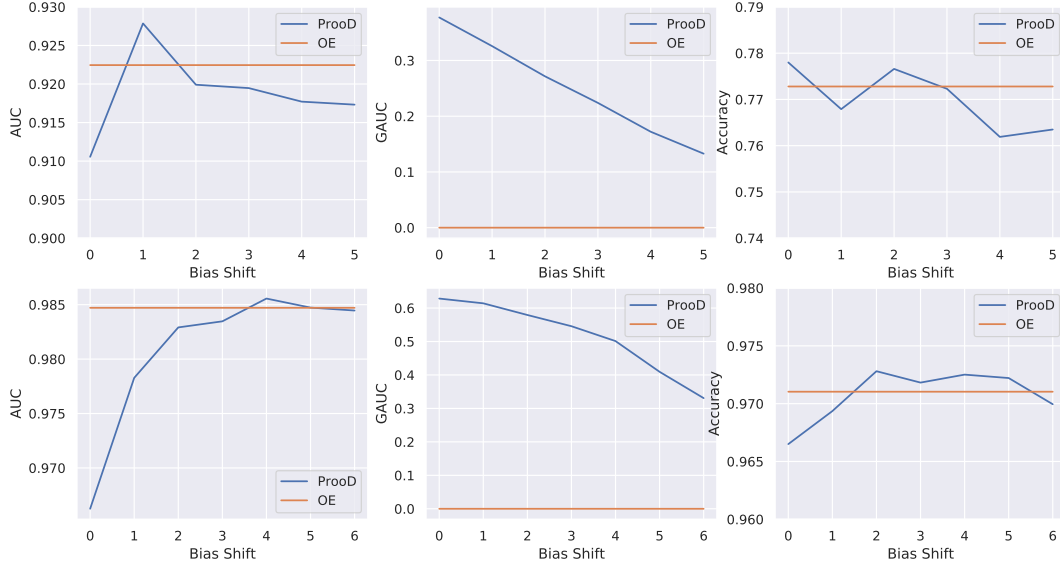 0.930
0.925
0.920
0.915
0.910
0.905
0.900
AUC
0 1 2 3 4 5
Bias Shift
ProoD
OE
0.3
0.2
0.1
0.0
GAUC
0 1 2 3 4 5
Bias Shift
ProoD
OE
0.79
0.78
0.77
0.76
0.75
0.74
Accuracy
0 1 2 3 4 5
Bias Shift
ProoD
OE
0.985
0.980
0.975
0.970
AUC
0 1 2 3 4 5 6
Bias Shift
ProoD
OE
0.6
0.5
0.4
0.3
0.2
0.1
0.0
GAUC
0 1 2 3 4 5 6
Bias Shift
ProoD
OE
0.980
0.975
0.970
0.965
0.960
Accuracy
0 1 2 3 4 5 6
Bias Shift
ProoD
OE